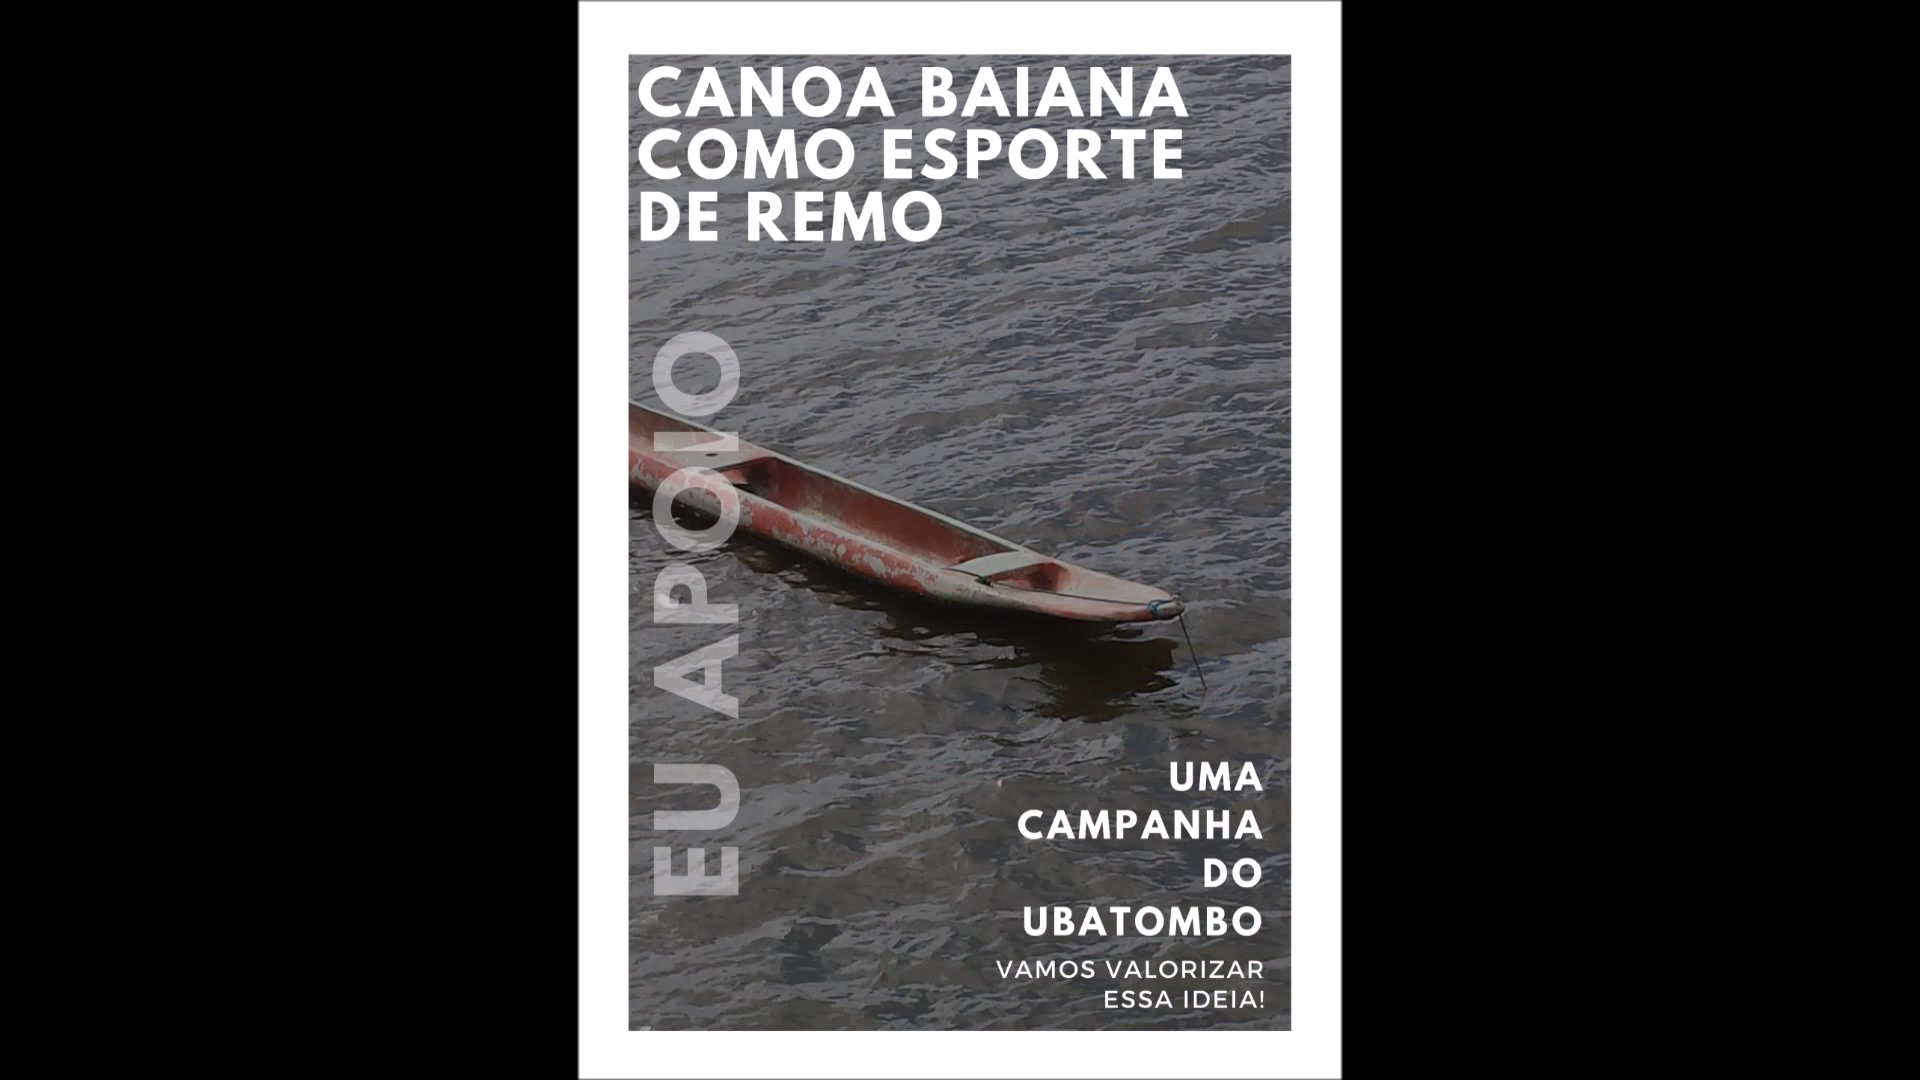 CANOA BAIANA
COMO ESPORTE
DE REMO
EU APOIO
UMA
CAMPANHA
DO
UBATOMBO
VAMOS VALORIZAR
ESSA IDEIA!